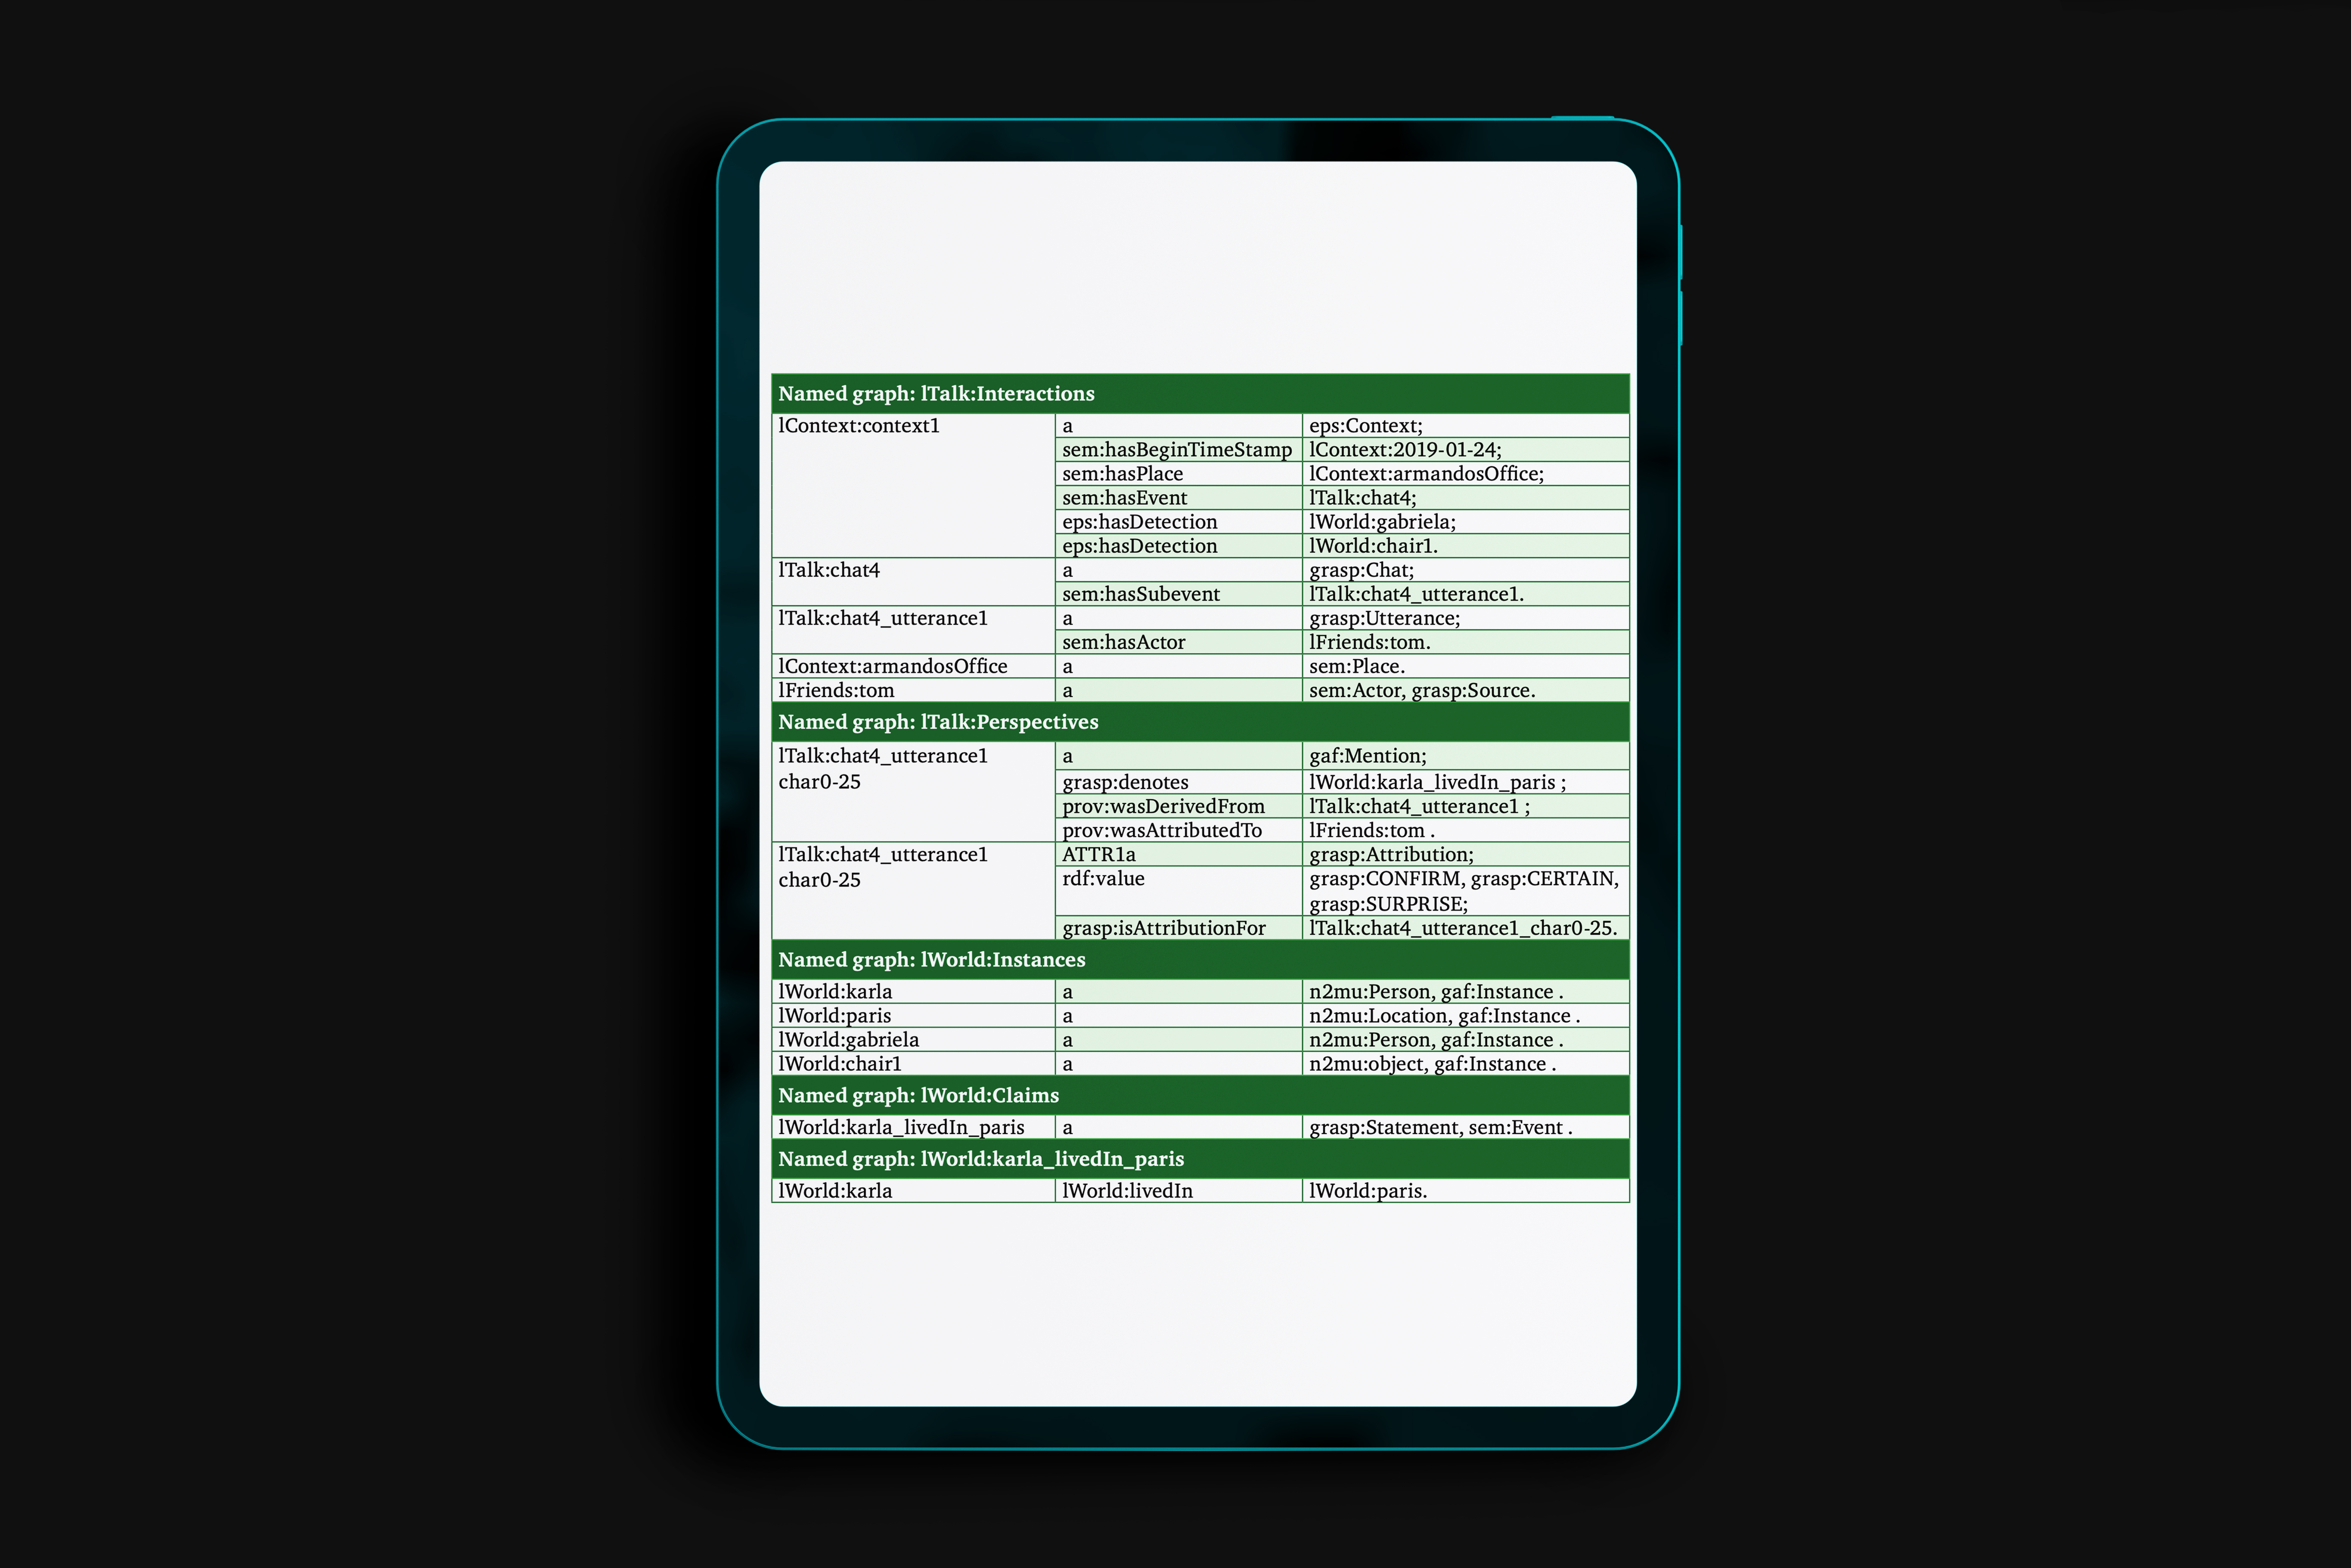 Named graph: lTalk:Interactions
lContext:context1 a eps:Context;
sem:hasBeginTimeStamp lContext:2019-01-24;
sem:hasPlace lContext:armandosOffice;
sem:hasEvent lTalk:chat4;
eps:hasDetection lWorld:gabriela;
eps:hasDetection lWorld:chair1.
lTalk:chat4 a grasp:Chat;
sem:hasSubevent lTalk:chat4_utterance1.
lTalk:chat4_utterance1 a grasp:Utterance;
sem:hasActor lFriends:tom.
lContext:armandosOffice a sem:Place.
lFriends:tom a sem:Actor, grasp:Source.
Named graph: lTalk:Perspectives
lTalk:chat4_utterance1 a gaf:Mention;
char0-25 grasp:denotes lWorld:karla_livedIn_paris ;
prov:wasDerivedFrom lTalk:chat4_utterance1 ;
prov:wasAttributedTo lFriends:tom .
lTalk:chat4_utterance1 ATTR1a grasp:Attribution;
char0-25 rdf:value grasp:CONFIRM, grasp:CERTAIN,
grasp:SURPRISE;
grasp:isAttributionFor lTalk:chat4_utterance1_char0-25.
Named graph: lWorld:Instances
lWorld:karla a n2mu:Person, gaf:Instance .
lWorld:paris a n2mu:Location, gaf:Instance .
lWorld:gabriela a n2mu:Person, gaf:Instance .
lWorld:chair1 a n2mu:object, gaf:Instance .
Named graph: lWorld:Claims
lWorld:karla_livedIn_paris a grasp:Statement, sem:Event .
Named graph: lWorld:karla_livedIn_paris
lWorld:karla lWorld:livedIn lWorld:paris.